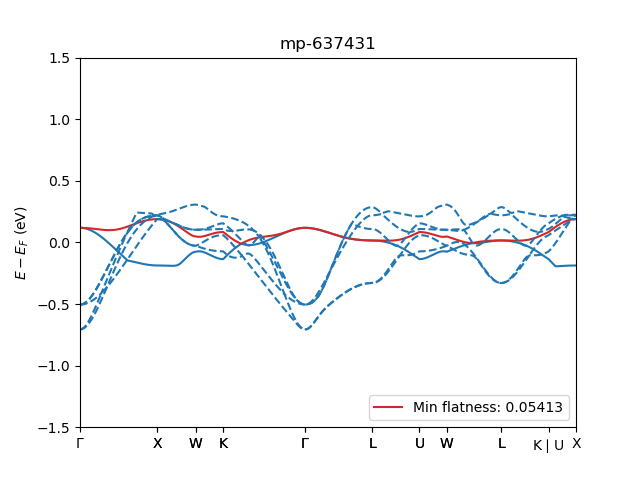 mp-637431
1.5
1.0
0.5
0.0
−0.5
−1.0
−1.5
E − E_F (eV)
Min flatness: 0.05413
Γ X W K Γ L U W L K | U X